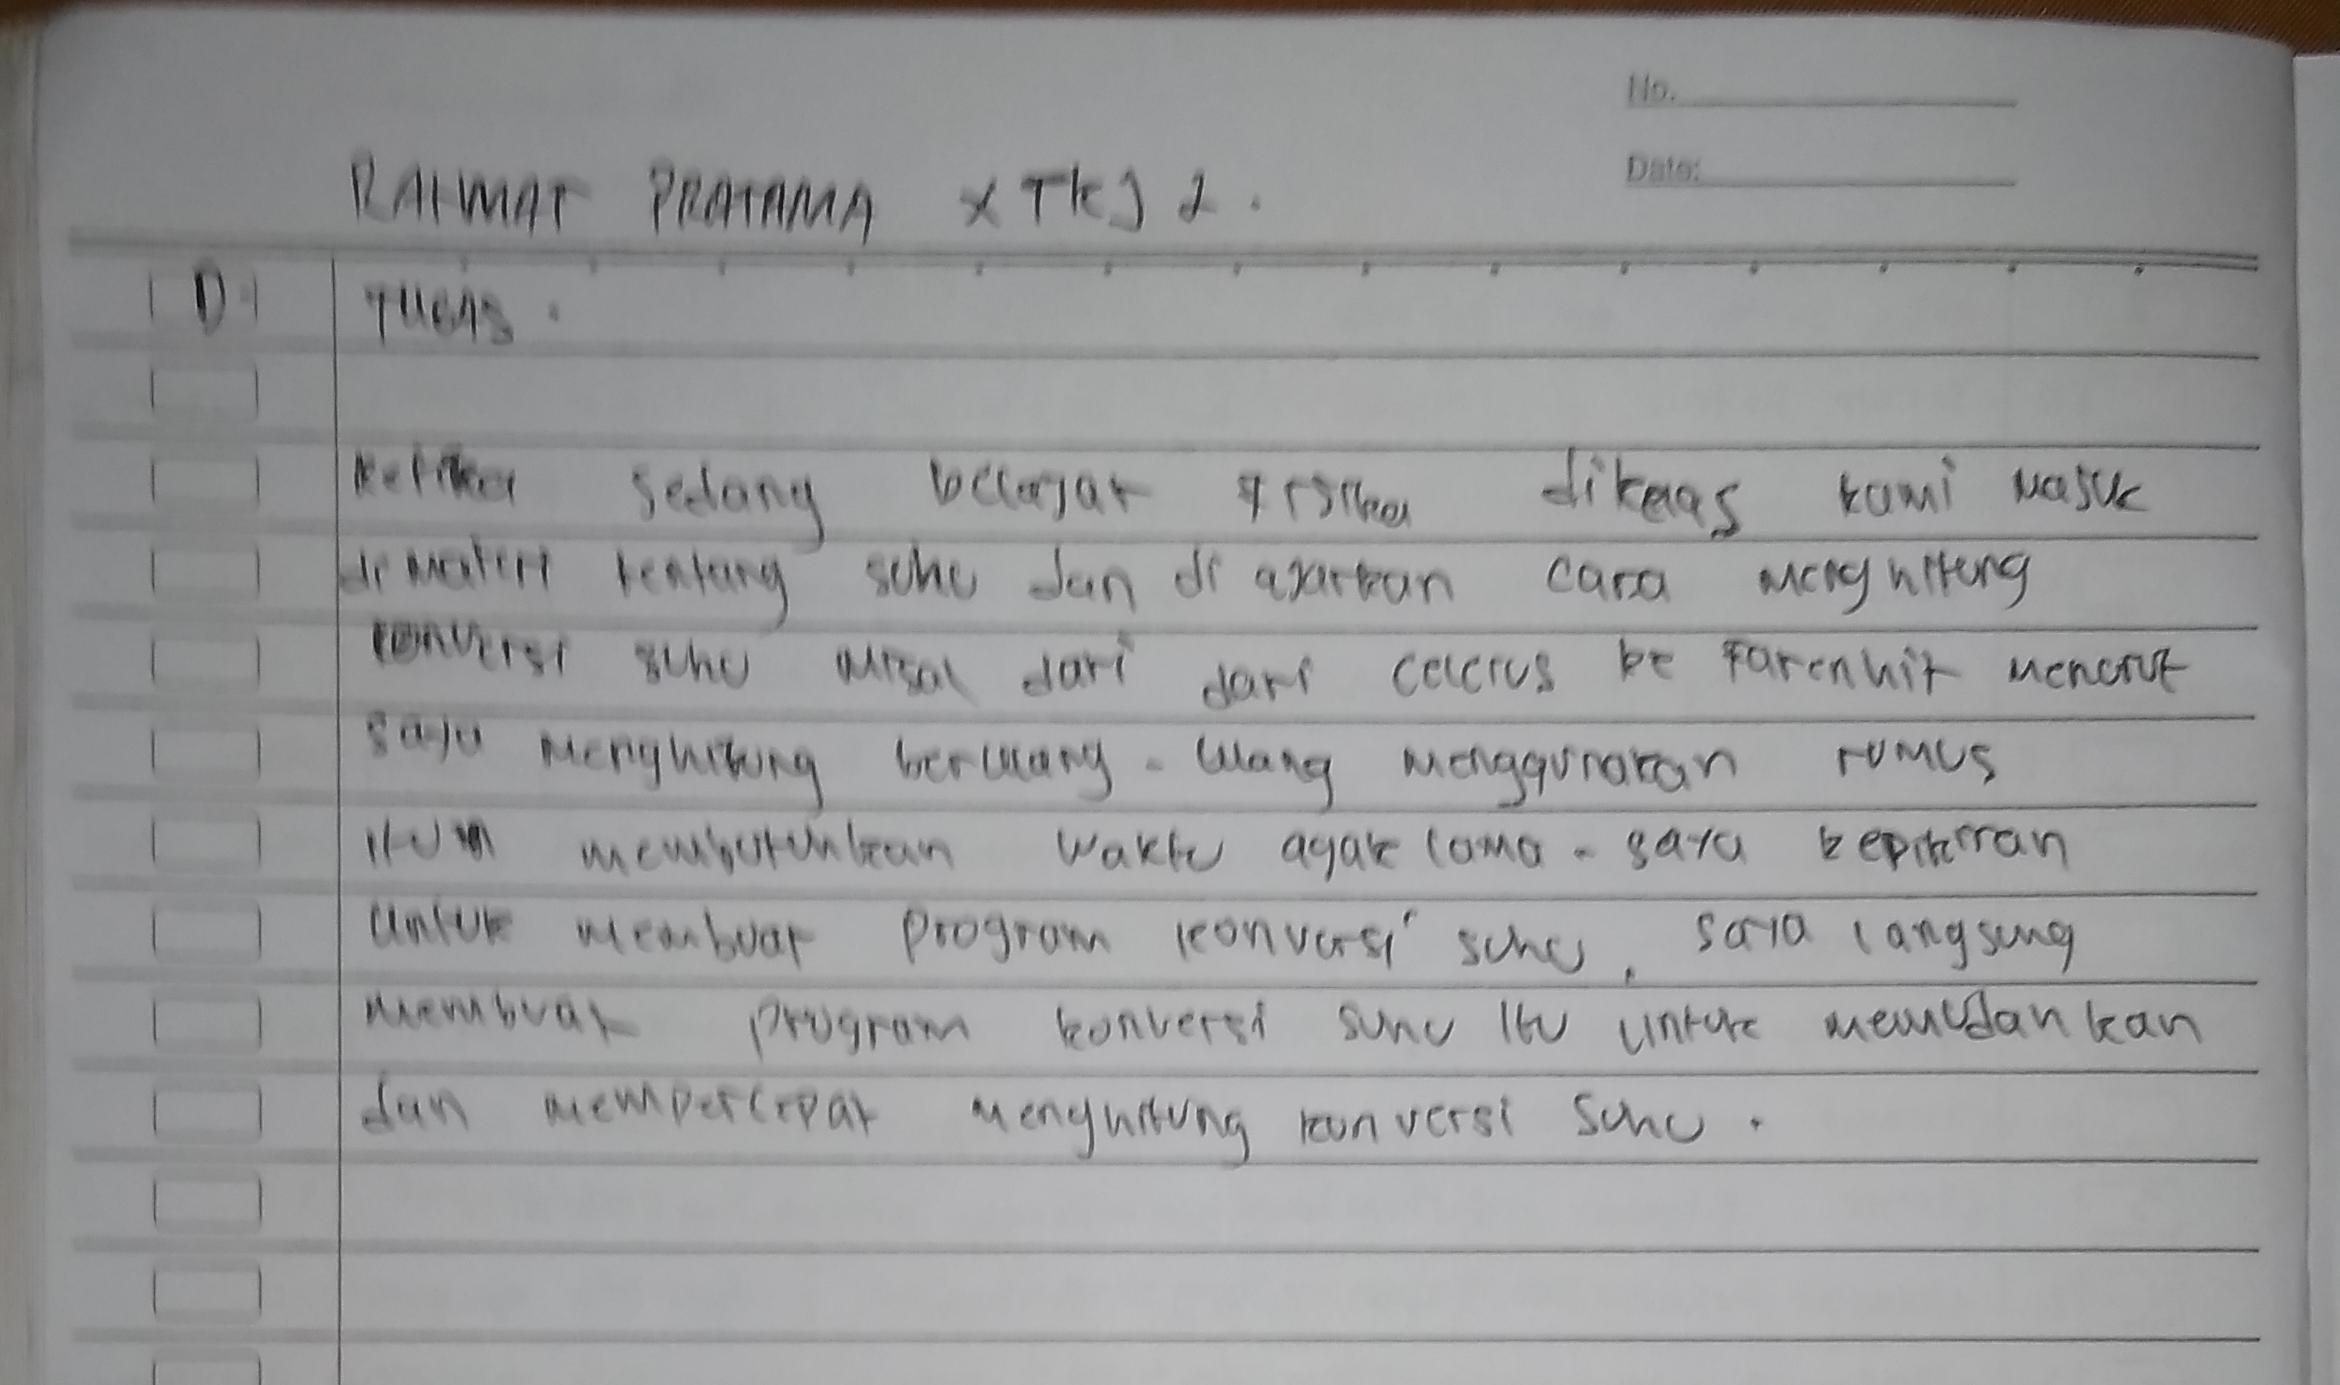 No.
Date:
RAHMAT PRATAMA X TKJ 2.
D. TUGAS.
ketika sedang belajar Fisika dikelas kami masuk
di materi tentang suhu dan di ajarkan cara menghitung
konversi suhu misal dari dari celcius ke Farenhit menurut
saya menghitung berulang-ulang menggunakan rumus
itu membutuhkan waktu agak lama - saya kepikiran
untuk membuat program konversi suhu, saya langsung
membuat program konversi suhu itu untuk memudahkan
dan mempercepat menghitung konversi suhu.